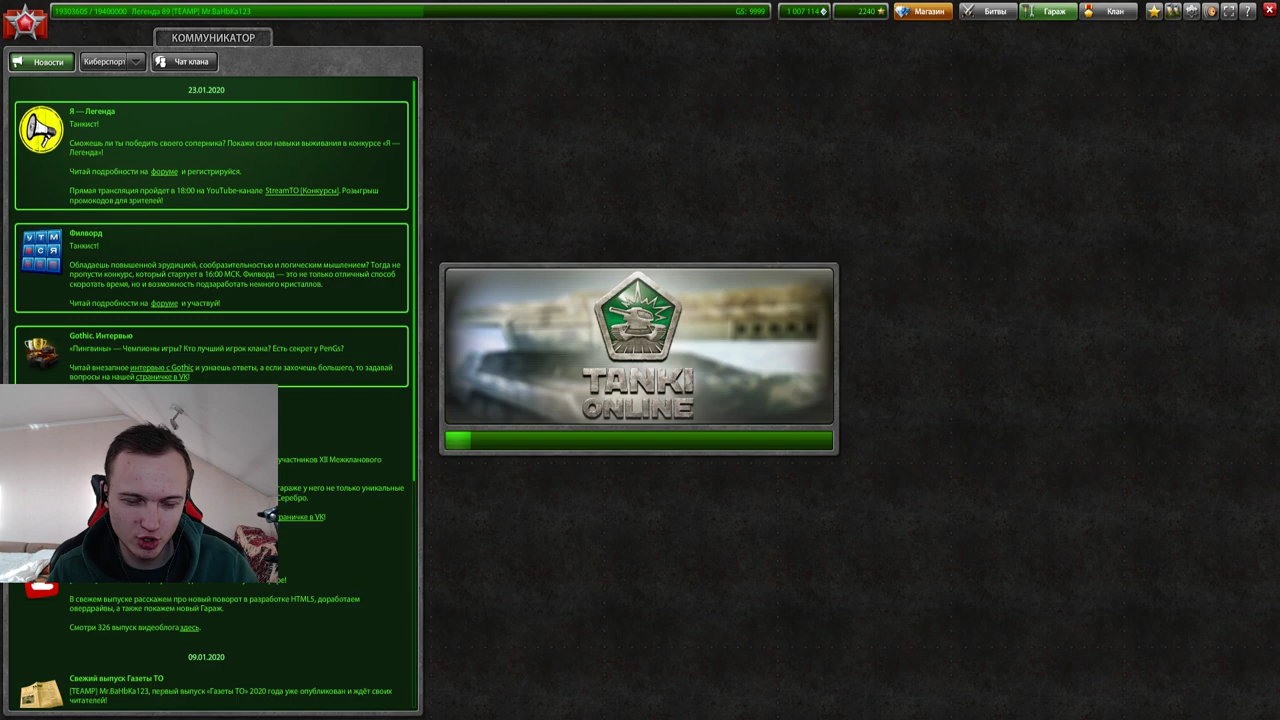 19303605 / 19400000 Легенда 89 [TEAMP] Mr.BaHbKa123
GS: 9999
1 007 114
2240
Магазин
Битвы
Гараж
Клан
?
КОММУНИКАТОР
Новости
Киберспорт
Чат клана
23.01.2020
Я — Легенда
Танкист!
Сможешь ли ты победить своего соперника? Покажи свои навыки выживания в конкурсе «Я —
Легенда»!
Читай подробности на форуме и регистрируйся.
Прямая трансляция пройдет в 18:00 на YouTube-канале StreamTO [Конкурсы]. Розыгрыш
промокодов для зрителей!
У Т М
С Я
Филворд
Танкист!
Обладаешь повышенной эрудицией, сообразительностью и логическим мышлением? Тогда не
пропусти конкурс, который стартует в 16:00 МСК. Филворд — это не только отличный способ
скоротать время, но и возможность подзаработать немного кристаллов.
Читай подробности на форуме и участвуй!
Gothic. Интервью
«Пингвины» — Чемпионы игры? Кто лучший игрок клана? Есть секрет у PenGs?
Читай внезапное интервью с Gothic и узнаешь ответы, а если захочешь большего, то задавай
вопросы на нашей страничке в VK!
участников XII Межкланового
гараже у него не только уникальные
Серебро.
раничке в VK!
В свежем выпуске расскажем про новый поворот в разработке HTML5, доработаем
овердрайвы, а также покажем новый Гараж.
Смотри 326 выпуск видеоблога здесь.
09.01.2020
Свежий выпуск Газеты ТО
[TEAMP] Mr.BaHbKa123, первый выпуск «Газеты ТО» 2020 года уже опубликован и ждёт своих
читателей!
TANKI
ONLINE